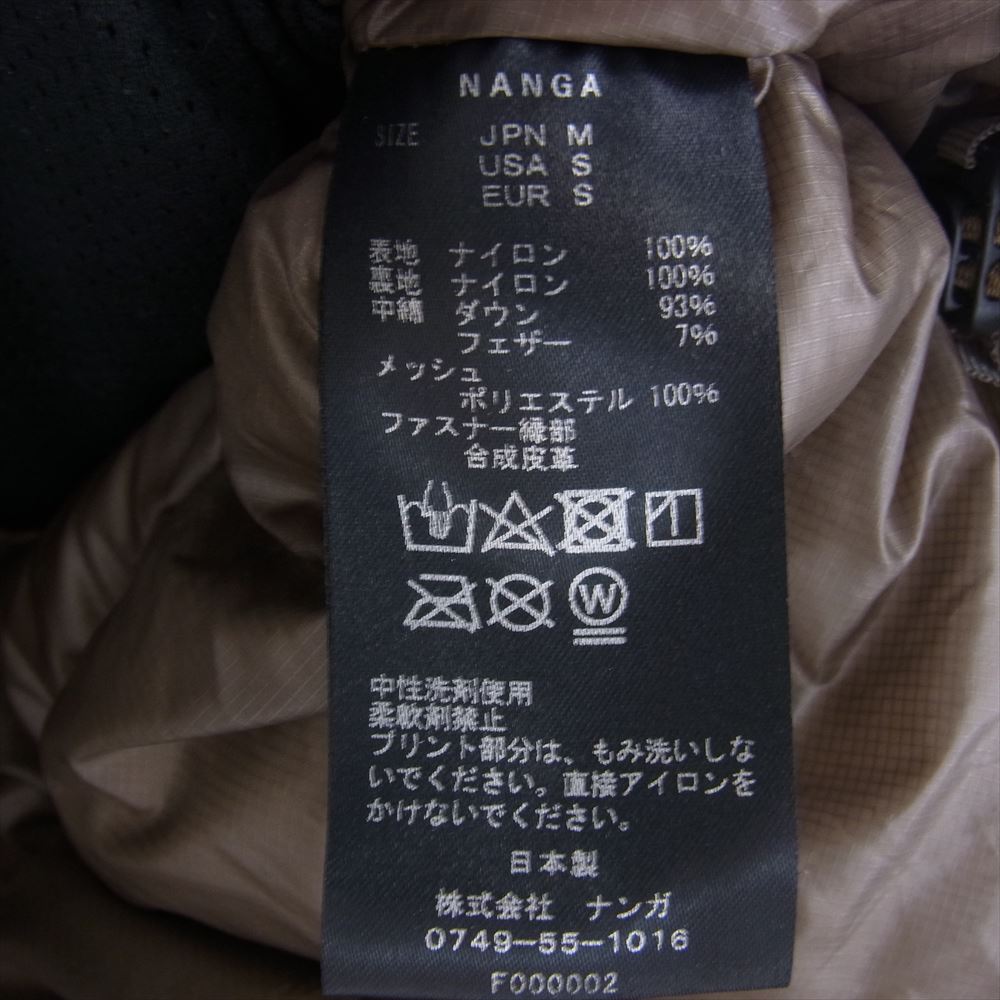 NANGA
SIZE JPN M
USA S
EUR S
表地 ナイロン 100%
裏地 ナイロン 100%
中綿 ダウン 93%
フェザー 7%
メッシュ
ポリエステル 100%
ファスナー縁部
合成皮革
W
中性洗剤使用
柔軟剤禁止
プリント部分は、もみ洗いしな
いでください。直接アイロンを
かけないでください。
日本製
株式会社 ナンガ
0749-55-1016
F000002